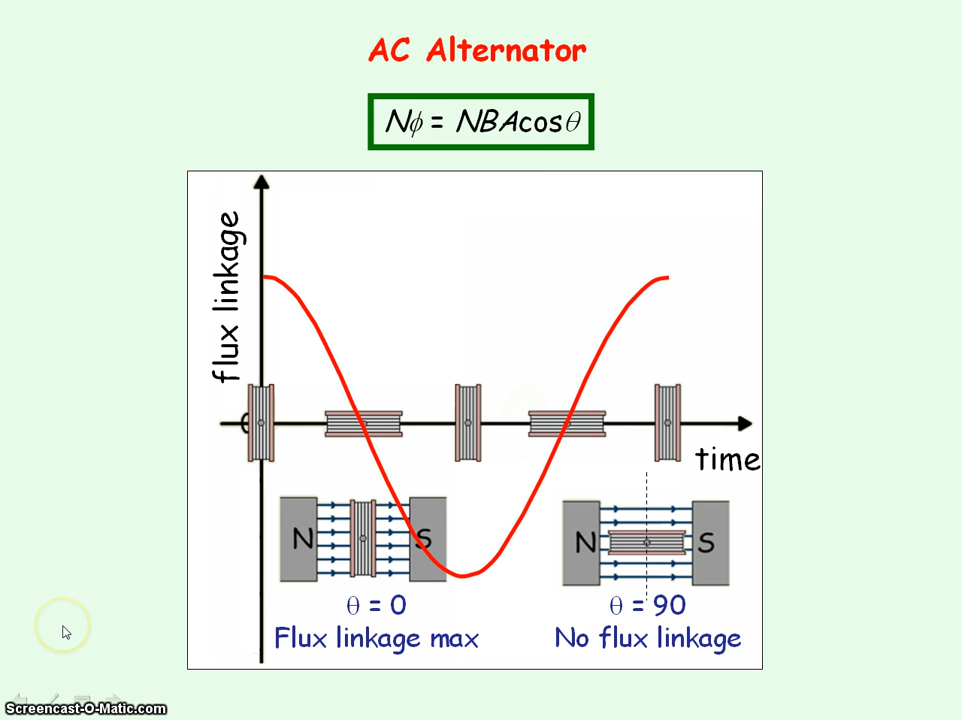 AC Alternator
Nϕ = NBAcosθ
flux linkage
time
N S
N S
θ = 0
Flux linkage max
θ = 90
No flux linkage
Screencast-O-Matic.com